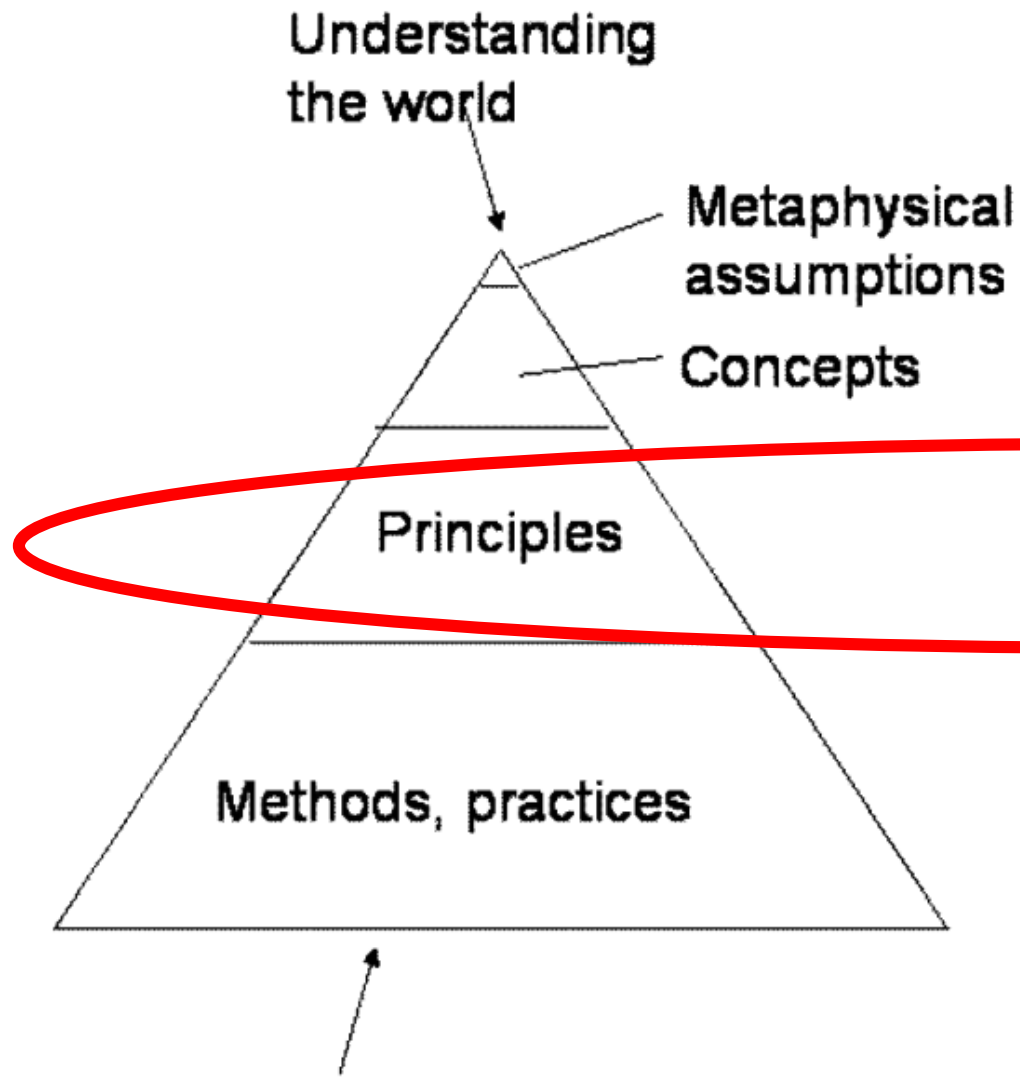 Understanding
the world
Metaphysical
assumptions
Concepts
Principles
Methods, practices